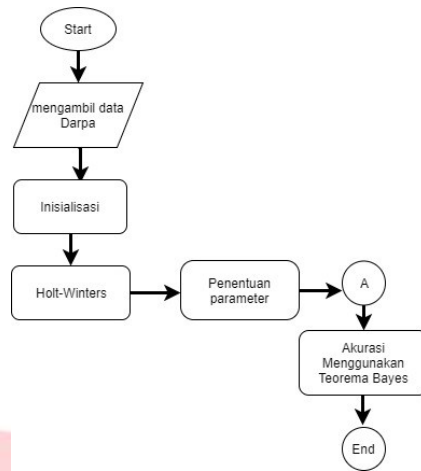 Start
mengambil data
Darpa
Inisialisasi
Holt-Winters
Penentuan
parameter
A
Akurasi
Menggunakan
Teorema Bayes
End